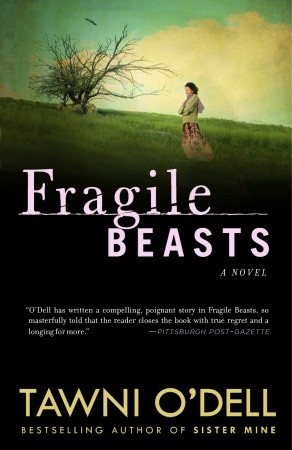 Fragile
BEASTS
A NOVEL
“O’Dell has written a compelling, poignant story in Fragile Beasts, so
masterfully told that the reader closes the book with true regret and a
longing for more.” —PITTSBURGH POST-GAZETTE
TAWNI O’DELL
BESTSELLING AUTHOR OF SISTER MINE